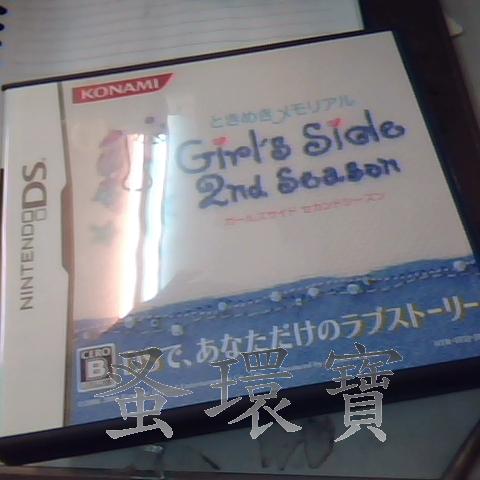 KONAMI
ときめきメモリアル
Girl's Side
2nd Season
ガールズサイド セカンドシーズン
NINTENDO DS
で、あなただけのラブストーリー
CERO
B
蚤環寶